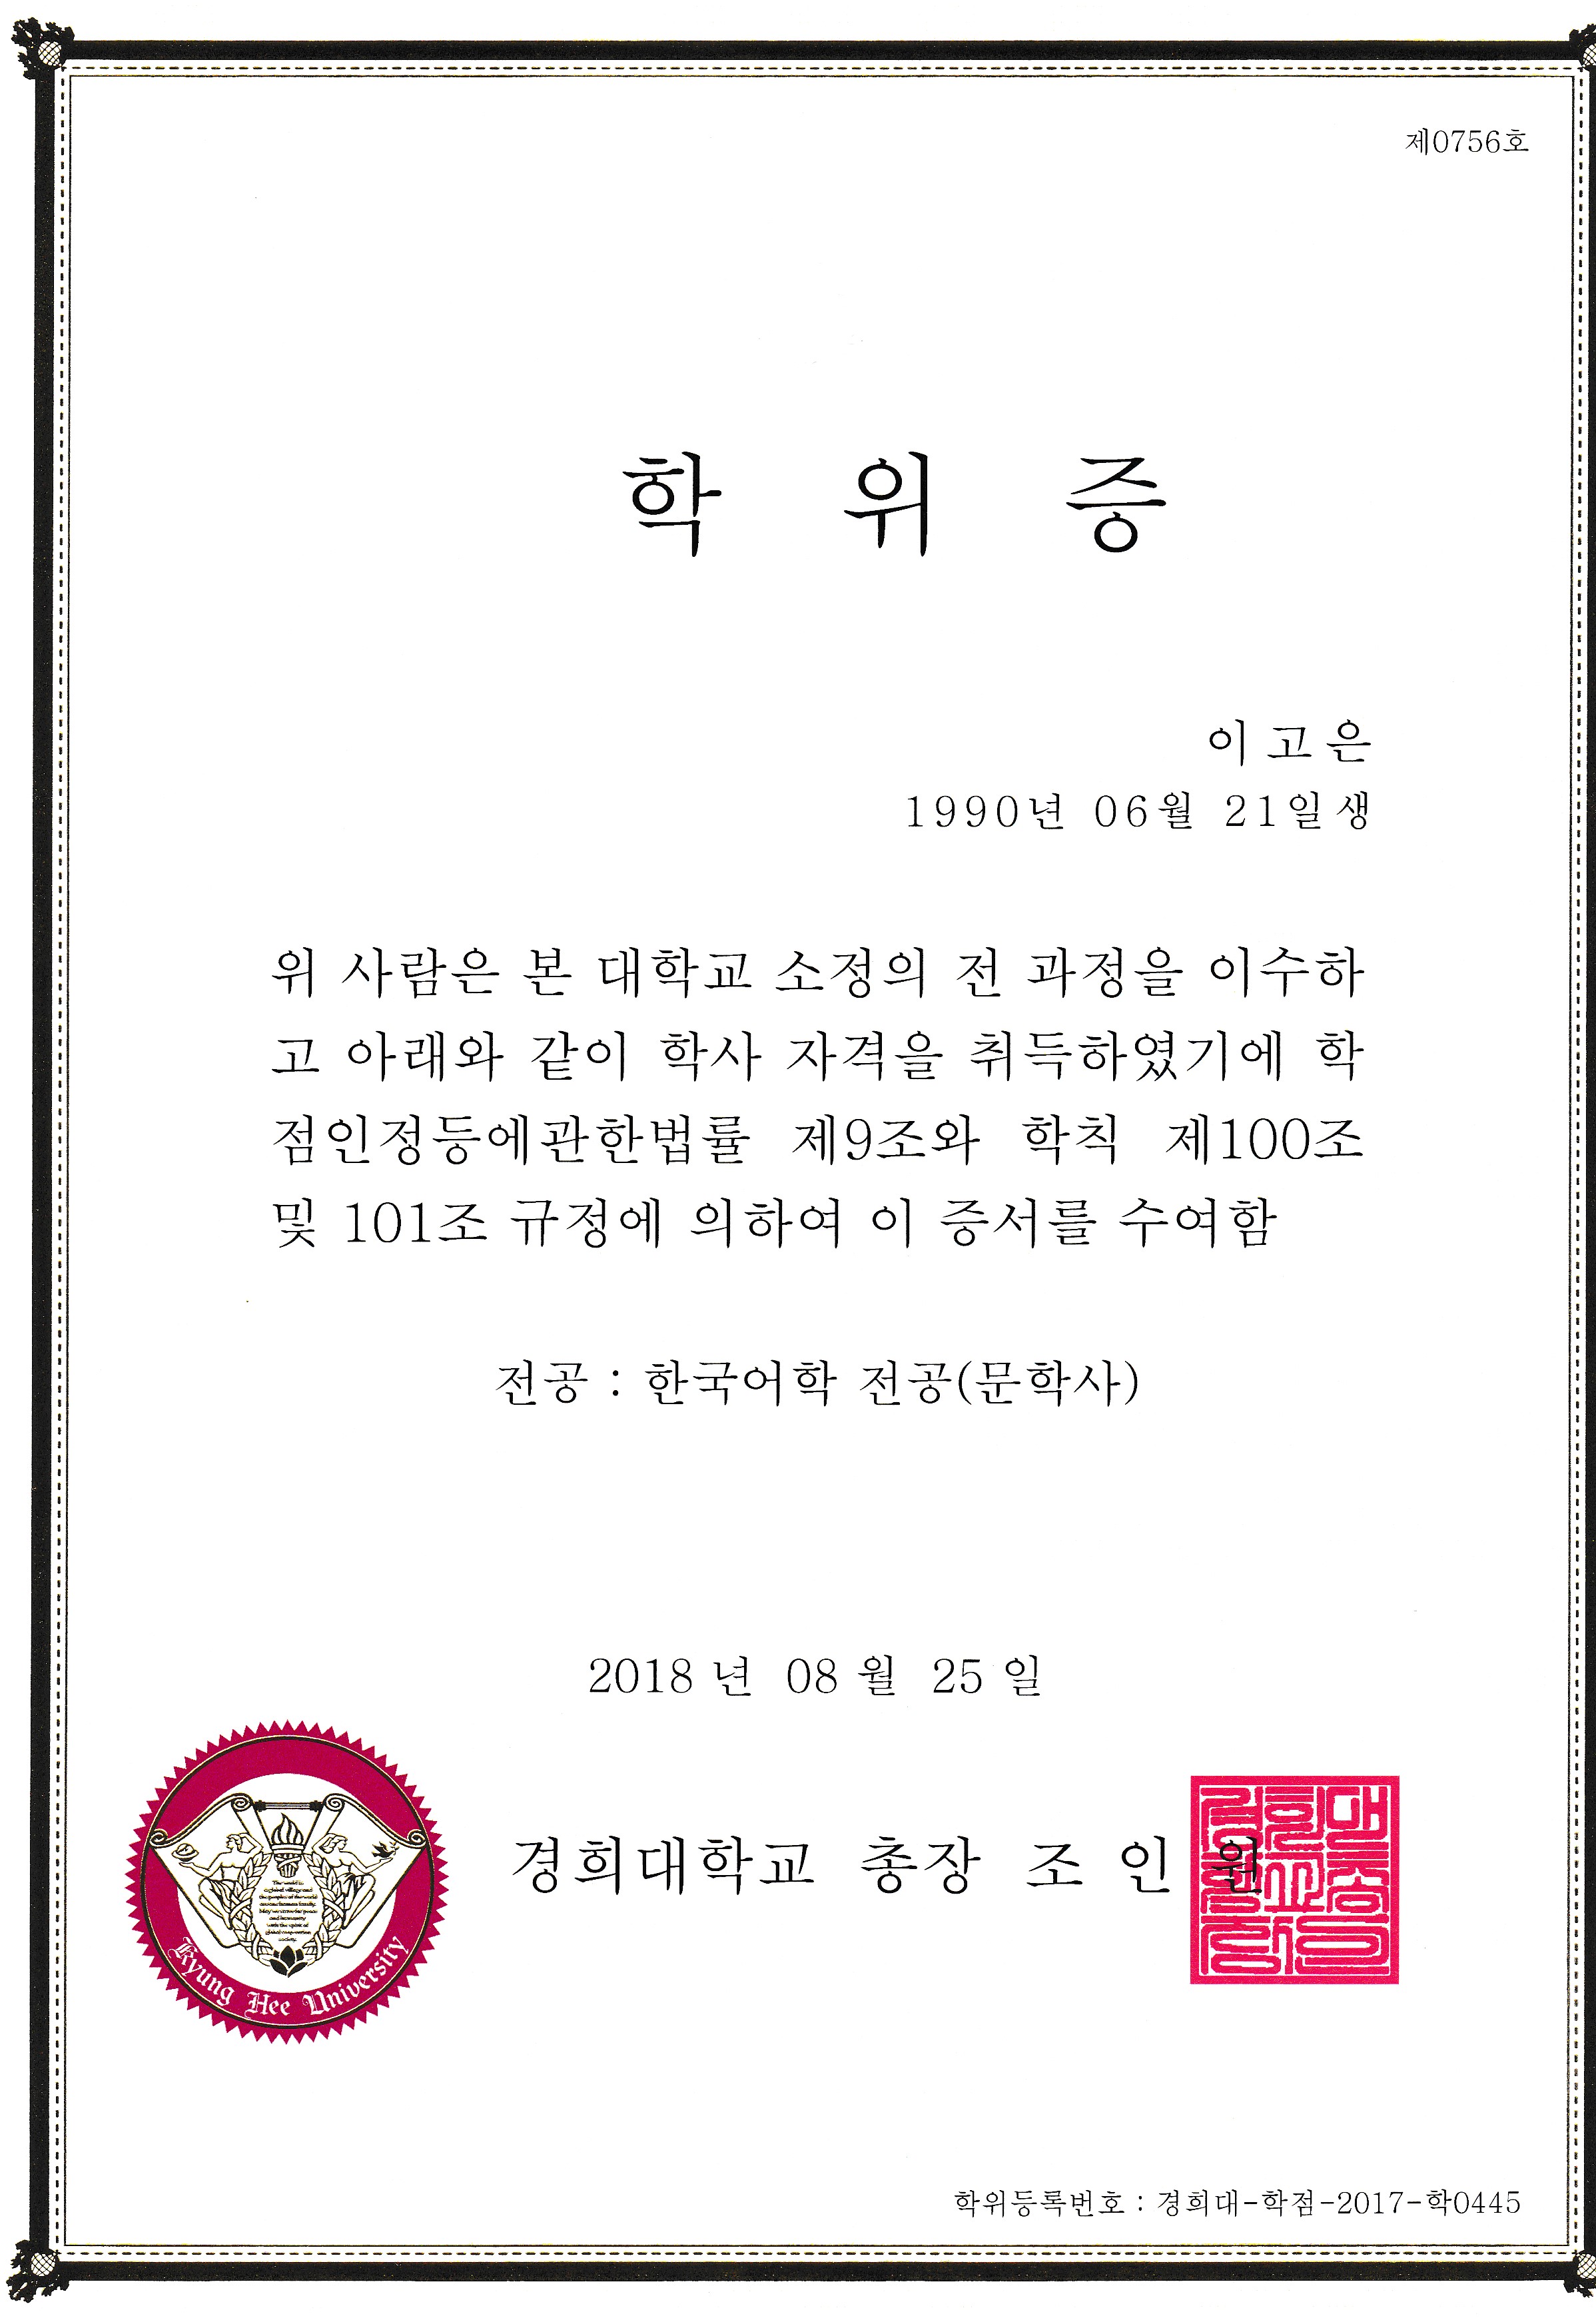 제0756호
학 위 증
이 고 은
1990년 06월 21일생
위 사람은 본 대학교 소정의 전 과정을 이수하
고 아래와 같이 학사 자격을 취득하였기에 학
점인정등에관한법률 제9조와 학칙 제100조
및 101조 규정에 의하여 이 증서를 수여함
전공 : 한국어학 전공(문학사)
2018 년 08 월 25 일
경희대학교 총장 조 인 원
Kyung Hee University
학위등록번호 : 경희대-학점-2017-학0445